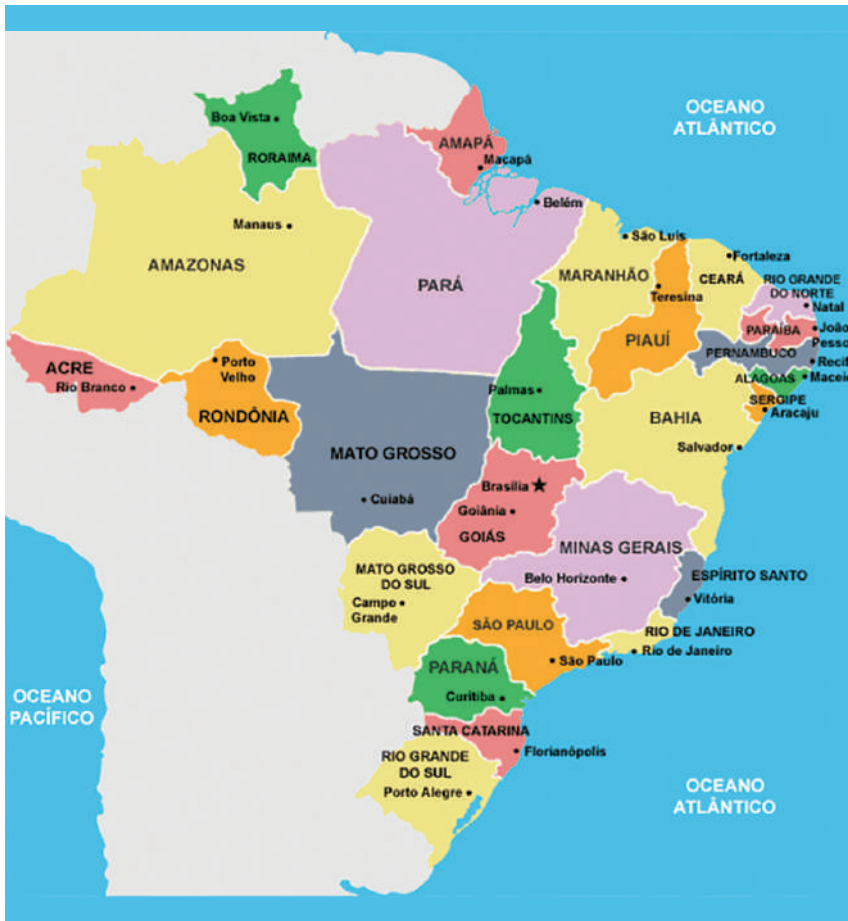 OCEANO
ATLÂNTICO
Boa Vista
RORAIMA
AMAPÁ
Macapá
Belém
Manaus
AMAZONAS
PARÁ
São Luís
MARANHÃO
Teresina
PIAUÍ
CEARÁ
Fortaleza
RIO GRANDE
DO NORTE
Natal
PARAÍBA
João
Pesso
PERNAMBUCO
Recif
ALAGOAS
Macei
SERGIPE
Aracaju
ACRE
Rio Branco
Porto
Velho
RONDÔNIA
MATO GROSSO
Cuiabá
Palmas
TOCANTINS
BAHIA
Salvador
Brasília
Goiânia
GOIÁS
MINAS GERAIS
Belo Horizonte
ESPÍRITO SANTO
Vitória
MATO GROSSO
DO SUL
Campo
Grande
SÃO PAULO
São Paulo
RIO DE JANEIRO
Rio de Janeiro
PARANÁ
Curitiba
OCEANO
PACÍFICO
SANTA CATARINA
Florianópolis
RIO GRANDE
DO SUL
Porto Alegre
OCEANO
ATLÂNTICO